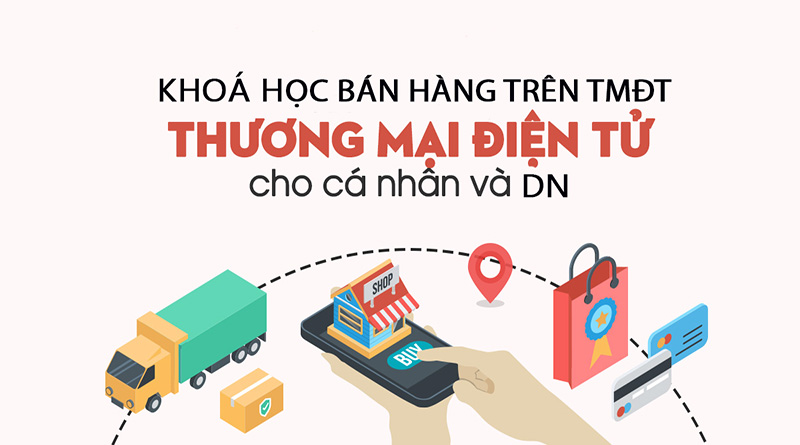 KHOÁ HỌC BÁN HÀNG TRÊN TMĐT
THƯƠNG MẠI ĐIỆN TỬ
cho cá nhân và DN
SHOP
BUY